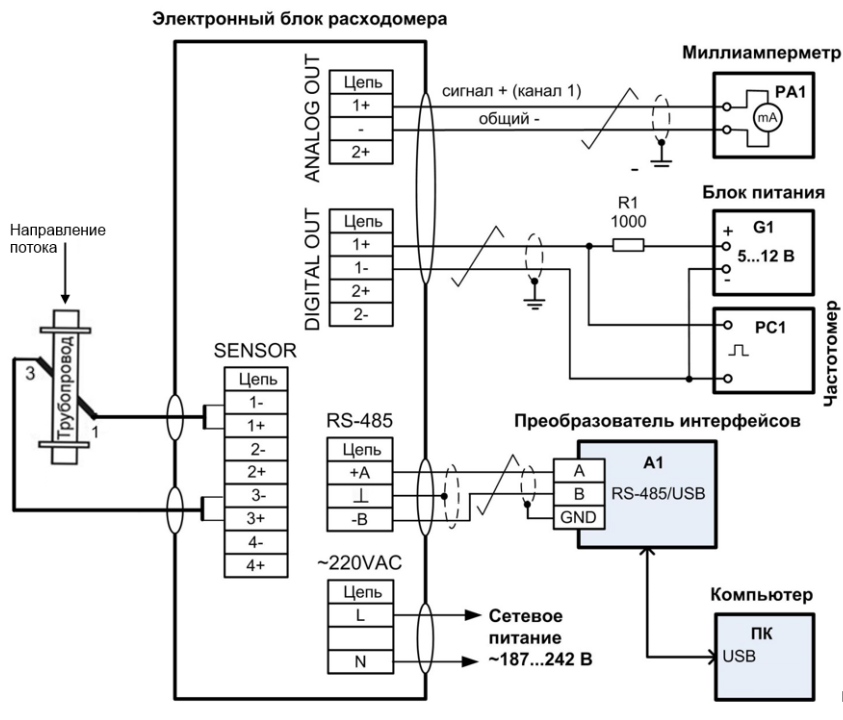 Электронный блок расходомера
Миллиамперметр
ANALOG OUT
Цепь
1+
-
2+
сигнал + (канал 1)
общий -
-
PA1
mA
Блок питания
DIGITAL OUT
Цепь
1+
1-
2+
2-
R1
1000
+
G1
5...12 В
-
PC1
Частотомер
Направление
потока
Трубопровод
3
1
SENSOR
Цепь
1-
1+
2-
2+
3-
3+
4-
4+
RS-485
Цепь
+A
⊥
-B
Преобразователь интерфейсов
A
B
GND
A1
RS-485/USB
~220VAC
Цепь
L
N
Сетевое
питание
~187...242 В
Компьютер
ПК
USB